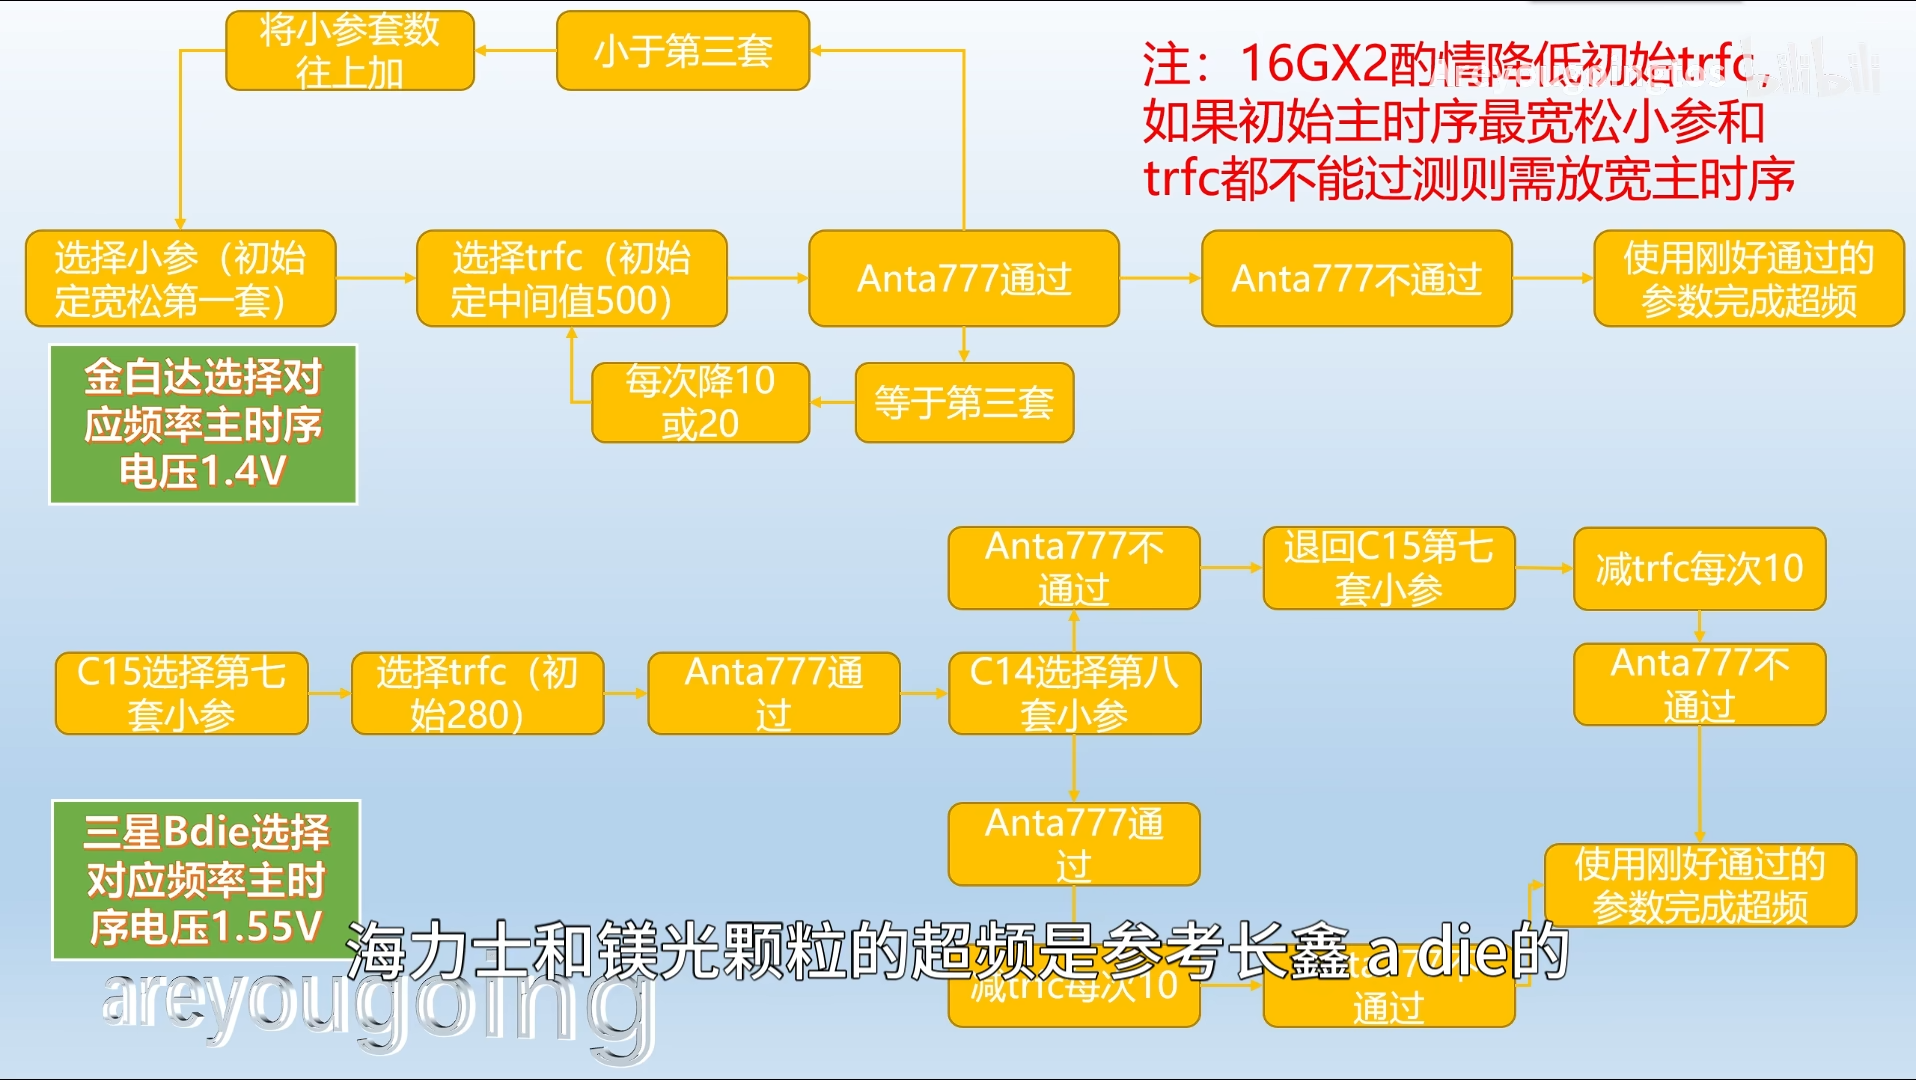 将小参套数
往上加
小于第三套
注：16GX2酌情降低初始trfc，
如果初始主时序最宽松小参和
trfc都不能过测则需放宽主时序
Areyougoingtos
bilibili
选择小参（初始
定宽松第一套）
选择trfc（初始
定中间值500）
Anta777通过
Anta777不通过
使用刚好通过的
参数完成超频
金百达选择对
应频率主时序
电压1.4V
每次降10
或20
等于第三套
Anta777不
通过
退回C15第七
套小参
减trfc每次10
C15选择第七
套小参
选择trfc（初
始280）
Anta777通
过
C14选择第八
套小参
Anta777不
通过
三星Bdie选择
对应频率主时
序电压1.55V
Anta777通
过
使用刚好通过的
参数完成超频
海力士和镁光颗粒的超频是参考长鑫 a die的
减trfc每次10
Anta777不
通过
areyougoing